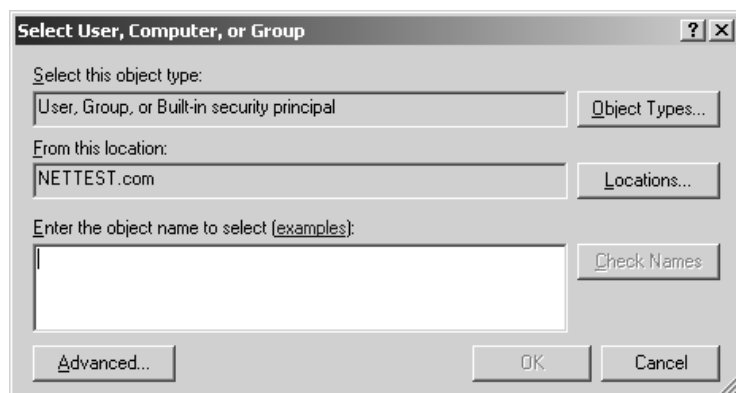 Select User, Computer, or Group
? X
Select this object type:
User, Group, or Built-in security principal
Object Types...
From this location:
NETTEST.com
Locations...
Enter the object name to select (examples):
Check Names
Advanced...
OK
Cancel